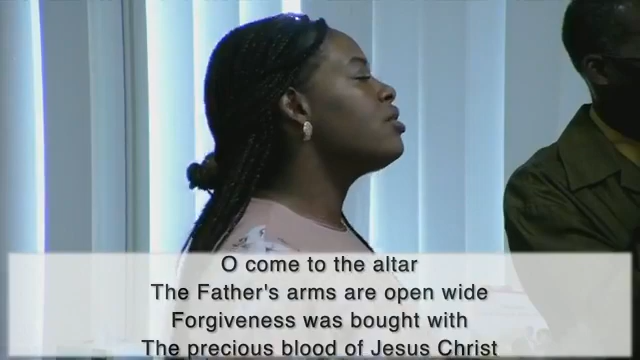 O come to the altar
The Father's arms are open wide
Forgiveness was bought with
The precious blood of Jesus Christ